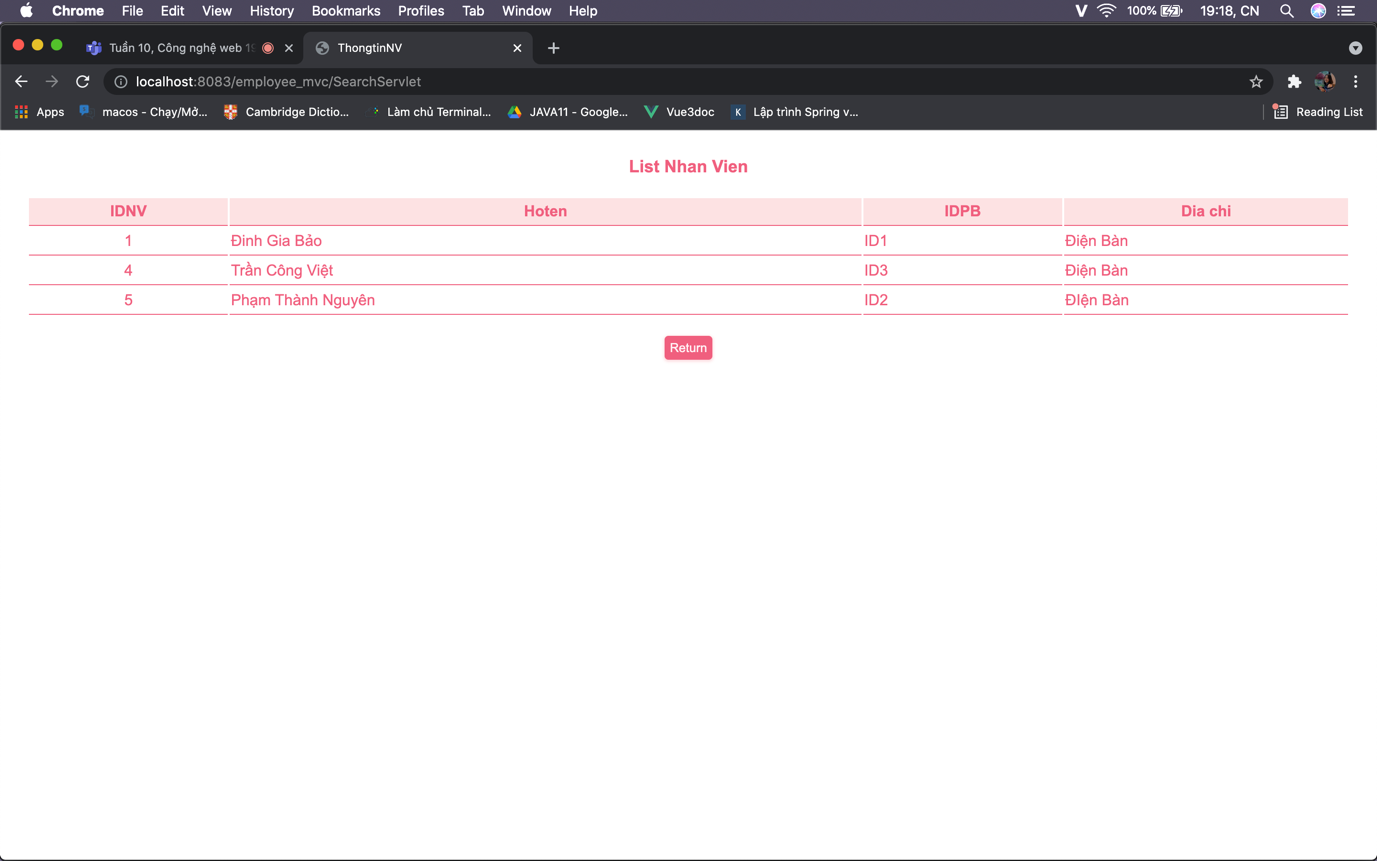 Chrome File Edit View History Bookmarks Profiles Tab Window Help V 100% 19:18, CN
Tuần 10, Công nghệ web ThongtinNV
localhost:8083/employee_mvc/SearchServlet
Apps macos - Chạy/Mở... Cambridge Dictio... Làm chủ Terminal... JAVA11 - Google... Vue3doc K Lập trình Spring v... Reading List
List Nhan Vien
IDNV Hoten IDPB Dia chi
1 Đinh Gia Bảo ID1 Điện Bàn
4 Trần Công Việt ID3 Điện Bàn
5 Phạm Thành Nguyên ID2 ĐIện Bàn
Return